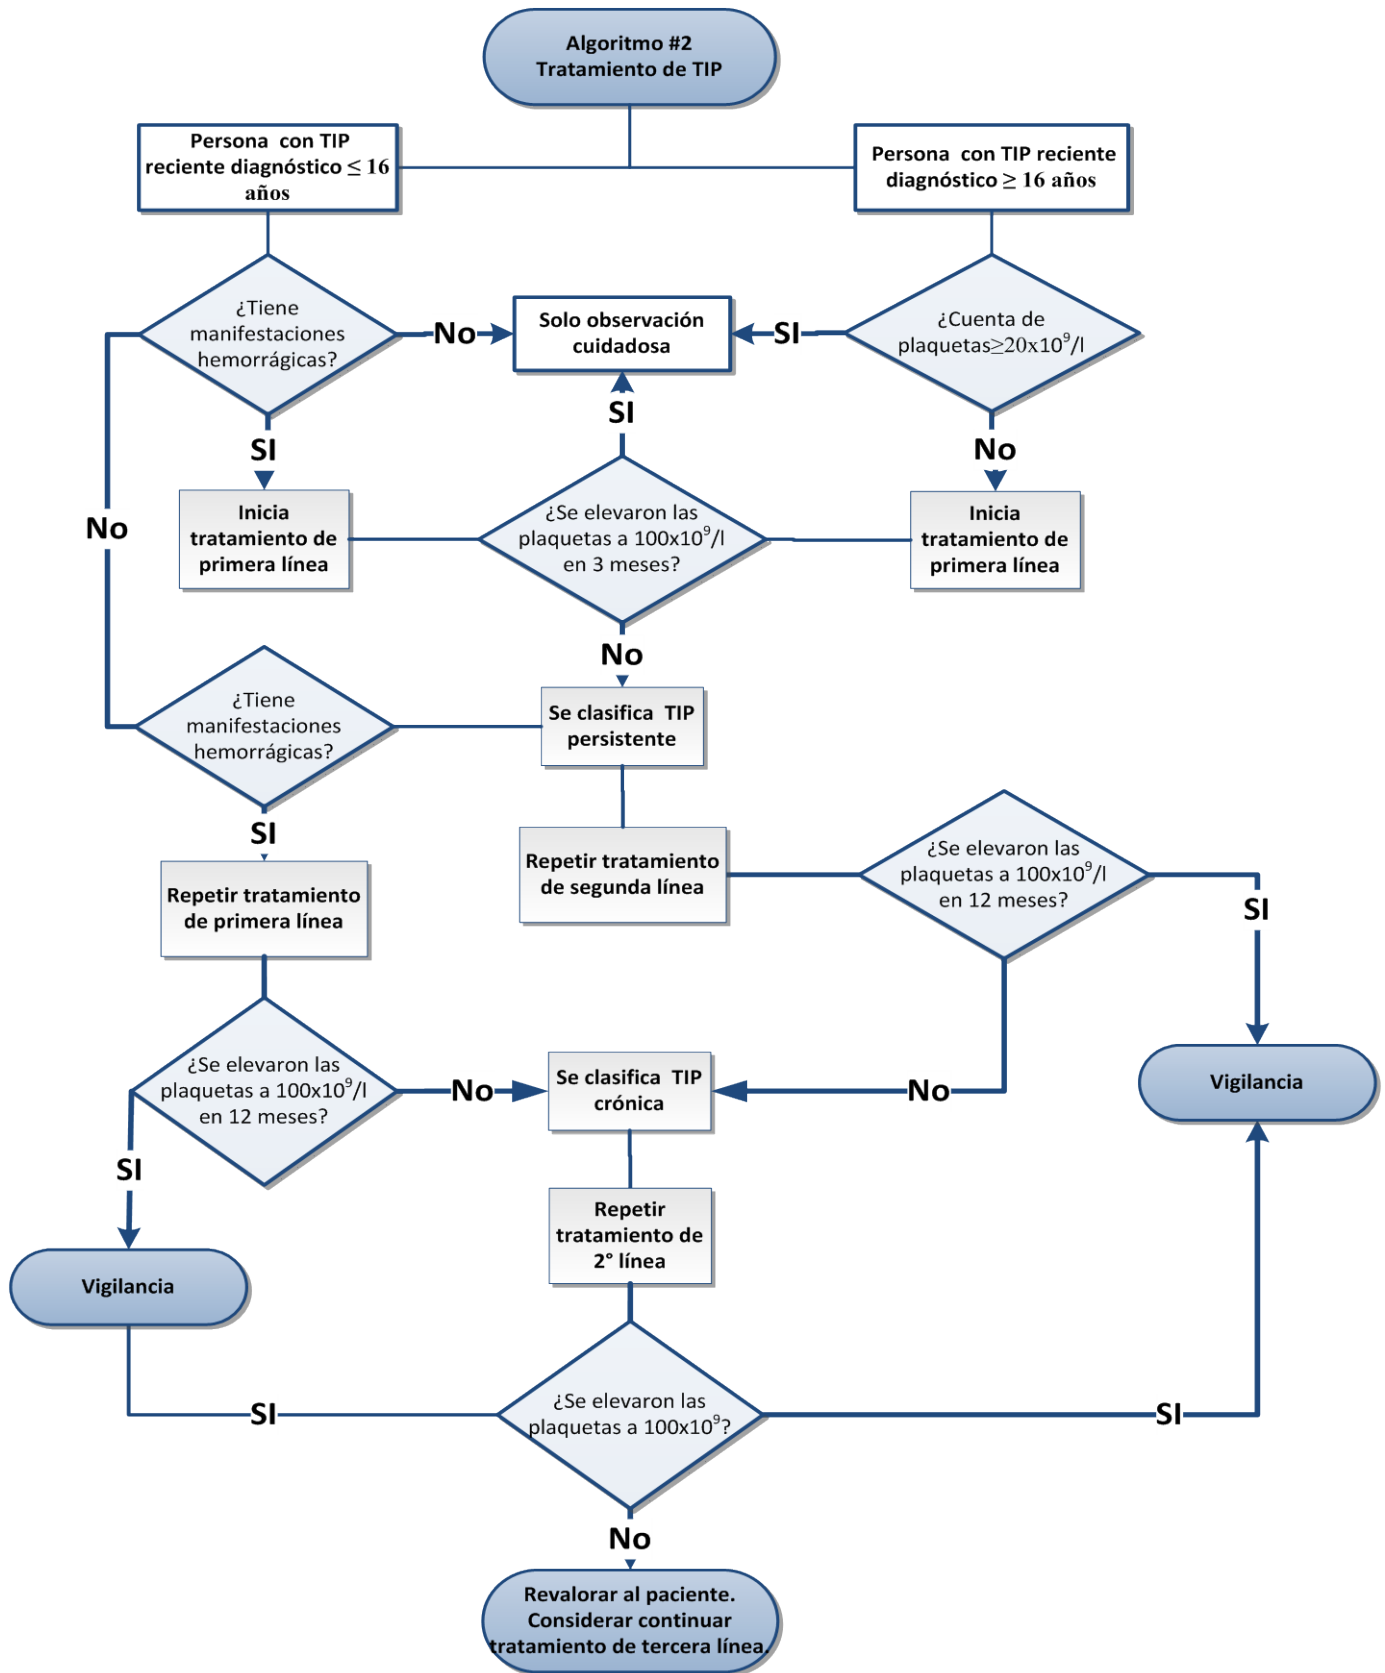 Algoritmo #2
Tratamiento de TIP
Persona con TIP
reciente diagnóstico ≤ 16
años
Persona con TIP reciente
diagnóstico ≥ 16 años
¿Tiene
manifestaciones
hemorrágicas?
No
Solo observación
cuidadosa
SI
¿Cuenta de
plaquetas≥20x10⁹/l
SI
SI
No
Inicia
tratamiento de
primera línea
¿Se elevaron las
plaquetas a 100x10⁹/l
en 3 meses?
Inicia
tratamiento de
primera línea
No
No
¿Tiene
manifestaciones
hemorrágicas?
Se clasifica TIP
persistente
SI
Repetir tratamiento
de primera línea
Repetir tratamiento
de segunda línea
¿Se elevaron las
plaquetas a 100x10⁹/l
en 12 meses?
SI
¿Se elevaron las
plaquetas a 100x10⁹/l
en 12 meses?
No
Se clasifica TIP
crónica
No
Vigilancia
SI
Repetir
tratamiento de
2° línea
Vigilancia
SI
¿Se elevaron las
plaquetas a 100x10⁹?
SI
No
Revalorar al paciente.
Considerar continuar
tratamiento de tercera línea.